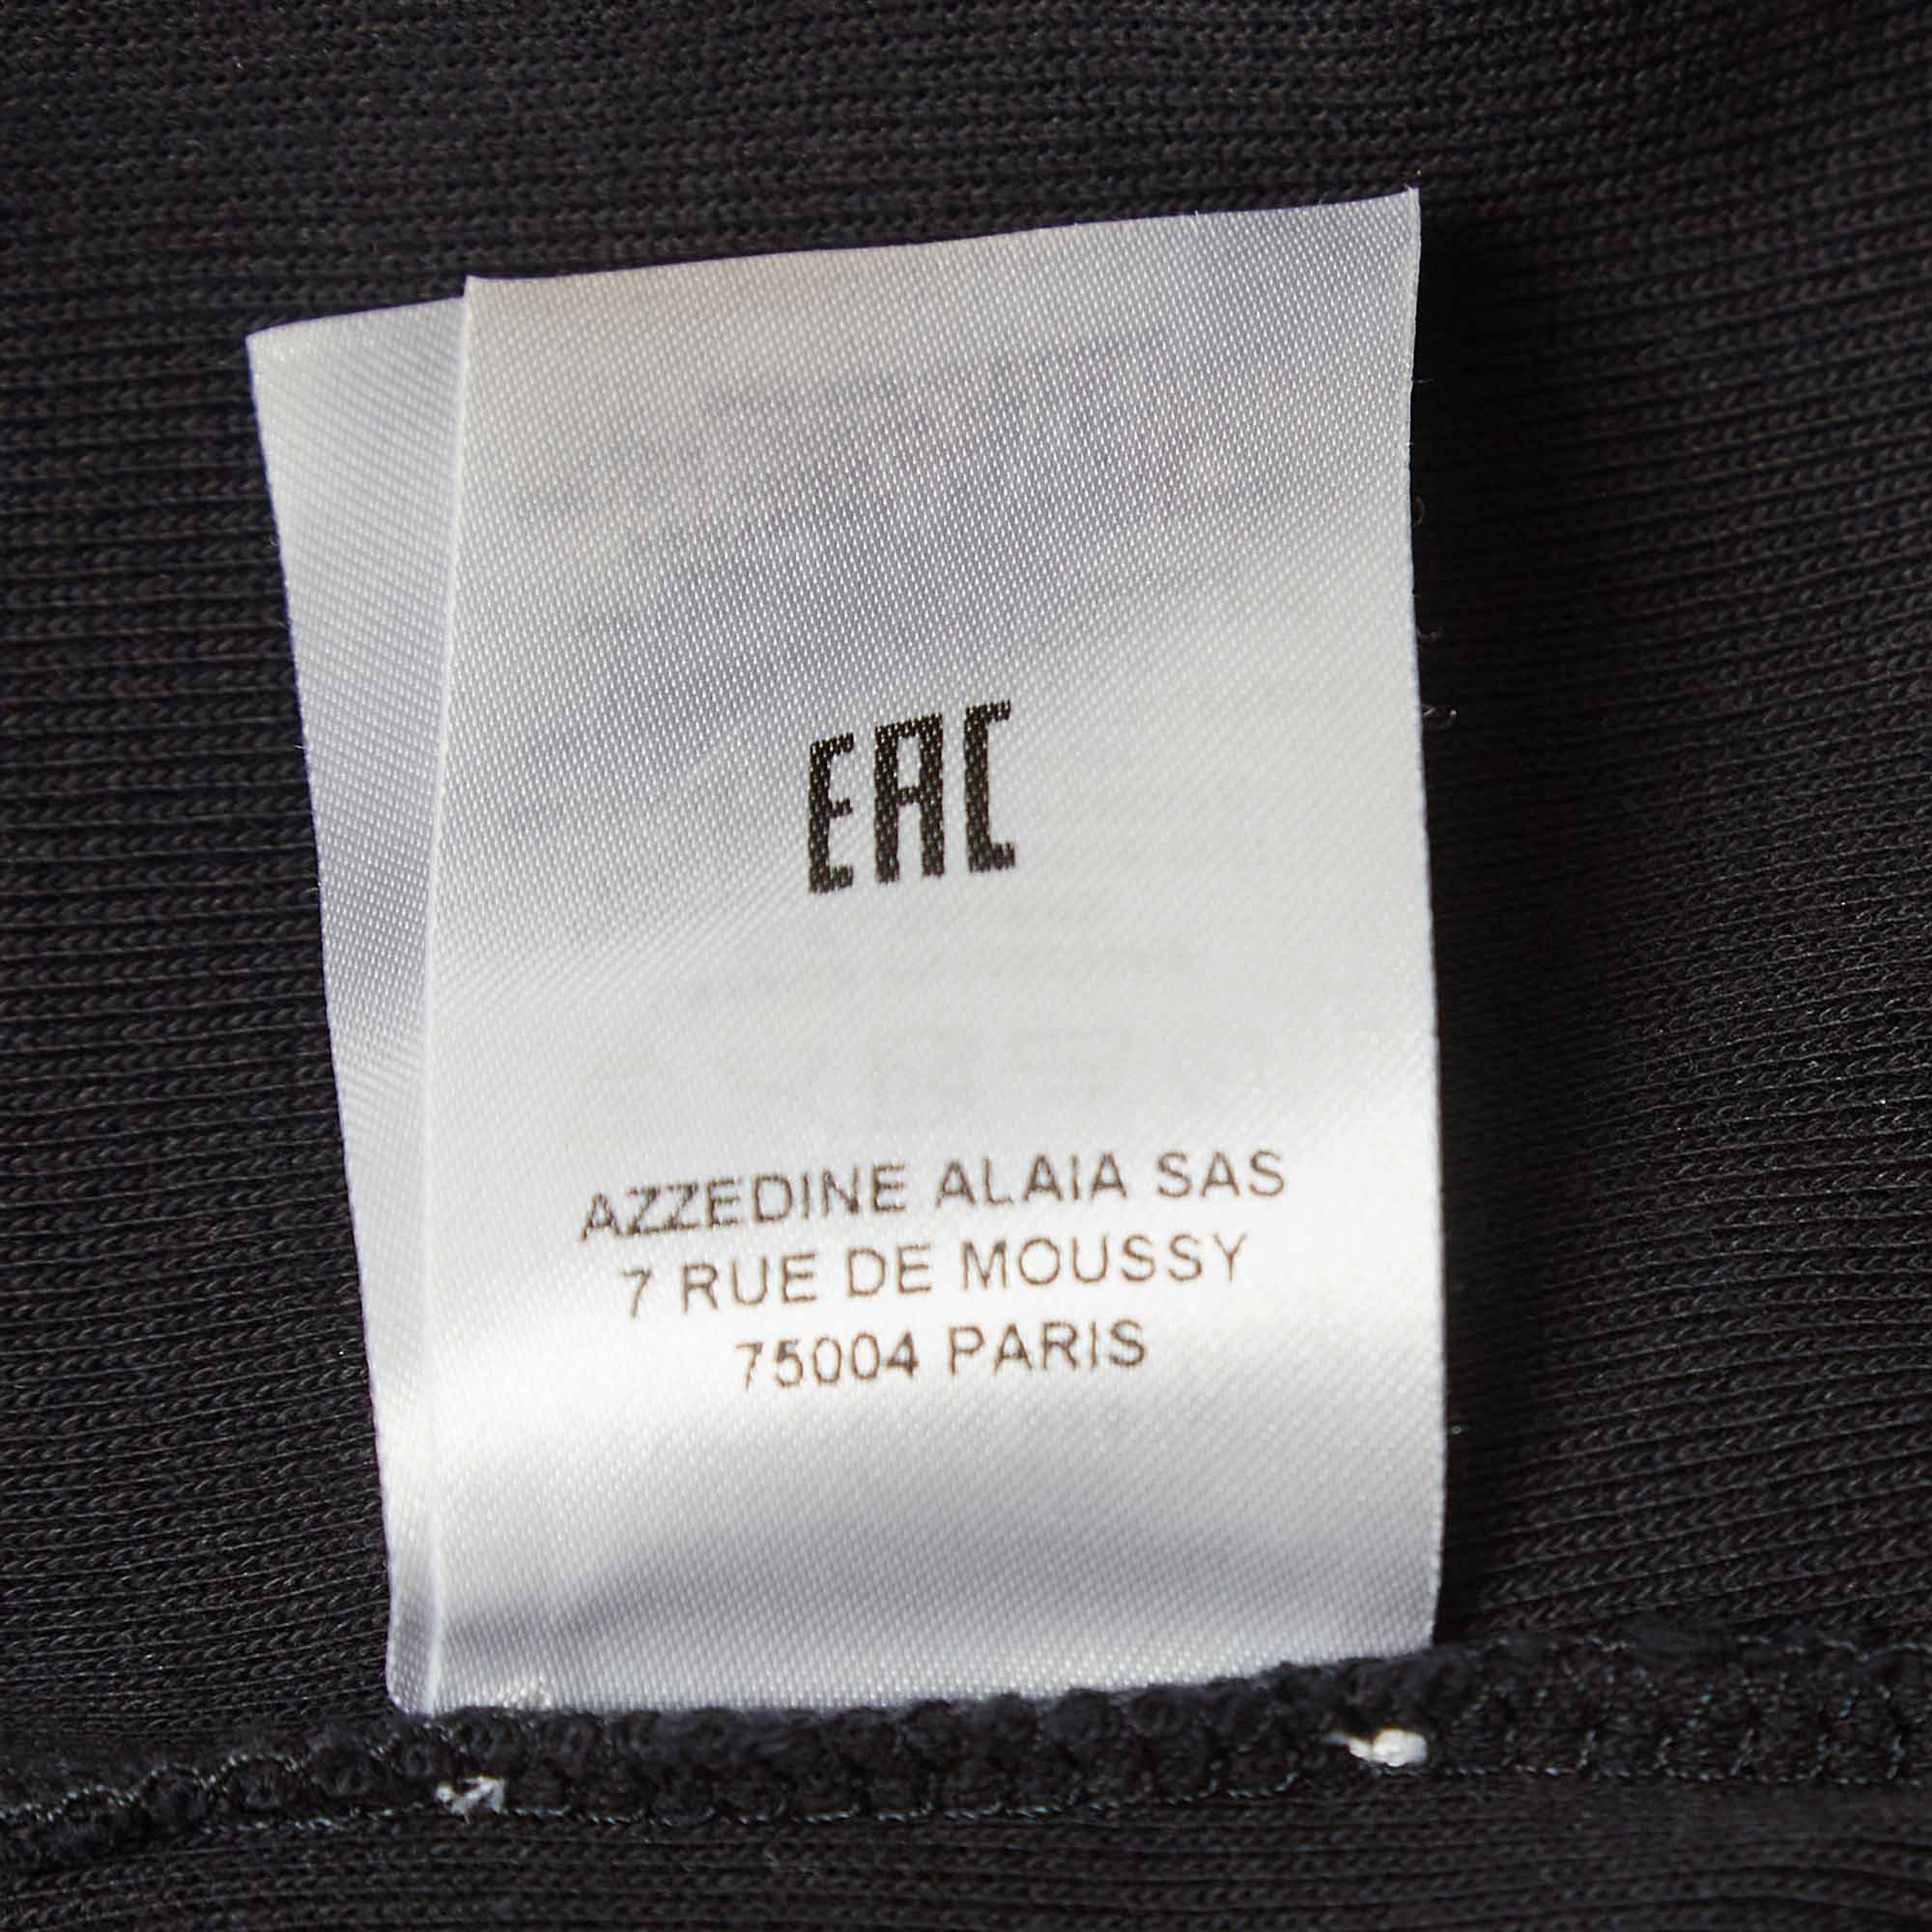 EAC
AZZEDINE ALAIA SAS
7 RUE DE MOUSSY
75004 PARIS